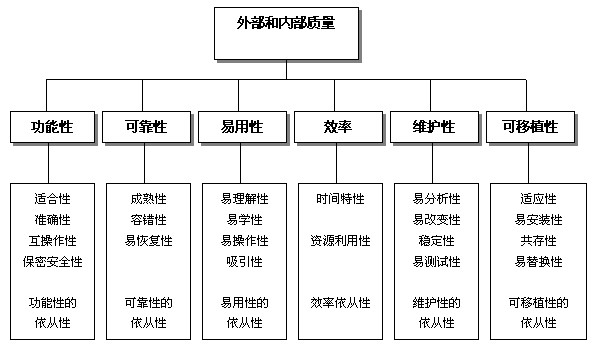 外部和内部质量
功能性
可靠性
易用性
效率
维护性
可移植性
适合性
准确性
互操作性
保密安全性
功能性的
依从性
成熟性
容错性
易恢复性
可靠性的
依从性
易理解性
易学性
易操作性
吸引性
易用性的
依从性
时间特性
资源利用性
效率依从性
易分析性
易改变性
稳定性
易测试性
维护性的
依从性
适应性
易安装性
共存性
易替换性
可移植性的
依从性